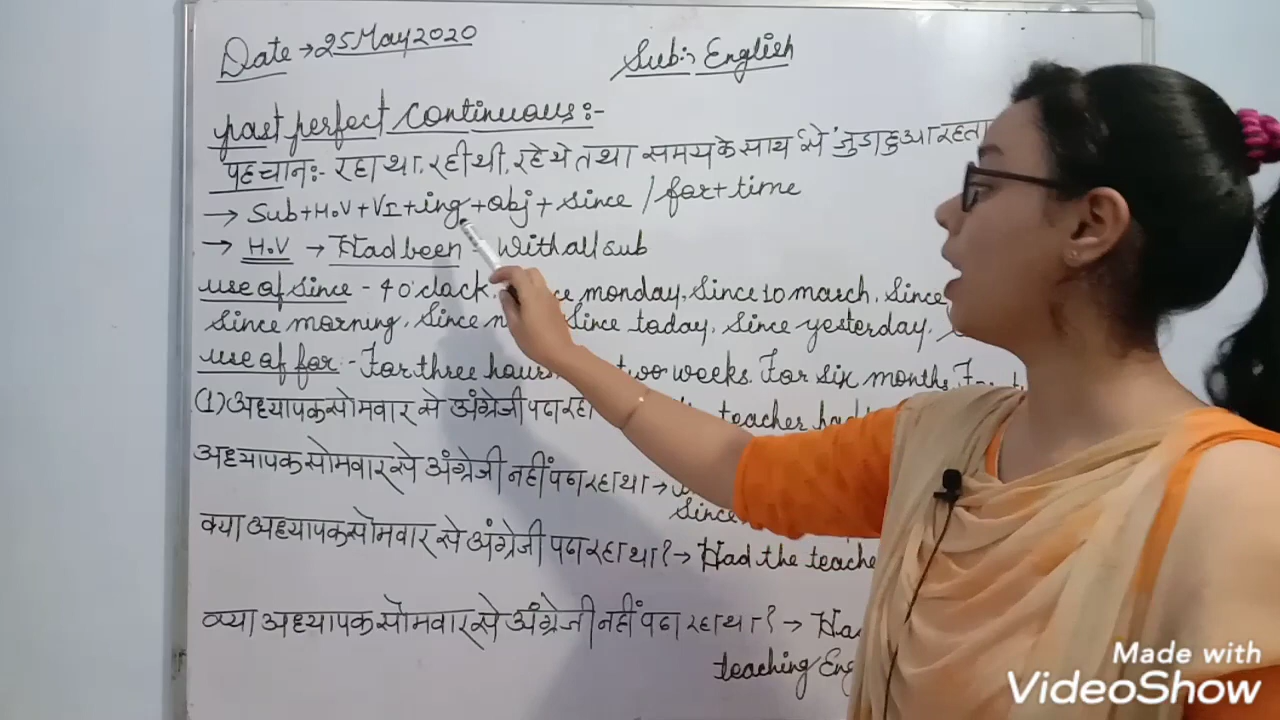 Date → 25 May 2020
Sub:- English
past perfect continuous:-
पहचान:- रहा था, रही थी, रहे थे तथा समय के साथ 'से' जुडा हुआ रहता
→ Sub + H.V + VI + ing + obj + since / for + time
→ H.V → Had been - with all sub
use of since - 4 o'clock, monday, Since 10 march, Since
Since morning, Since Since today, Since yesterday,
use of for:- For three hours two weeks. For six months,
(1) अध्यापक सोमवार से अंग्रेजी पढा रहा teacher had
अध्यापक सोमवार से अंग्रेजी नहीं पढा रहा था →
Since
क्या अध्यापक सोमवार से अंग्रेजी पढा रहा था? → Had the teache
क्या अध्यापक सोमवार से अंग्रेजी नहीं पढा रहा था? → Ha
teaching Eng
Made with
VideoShow